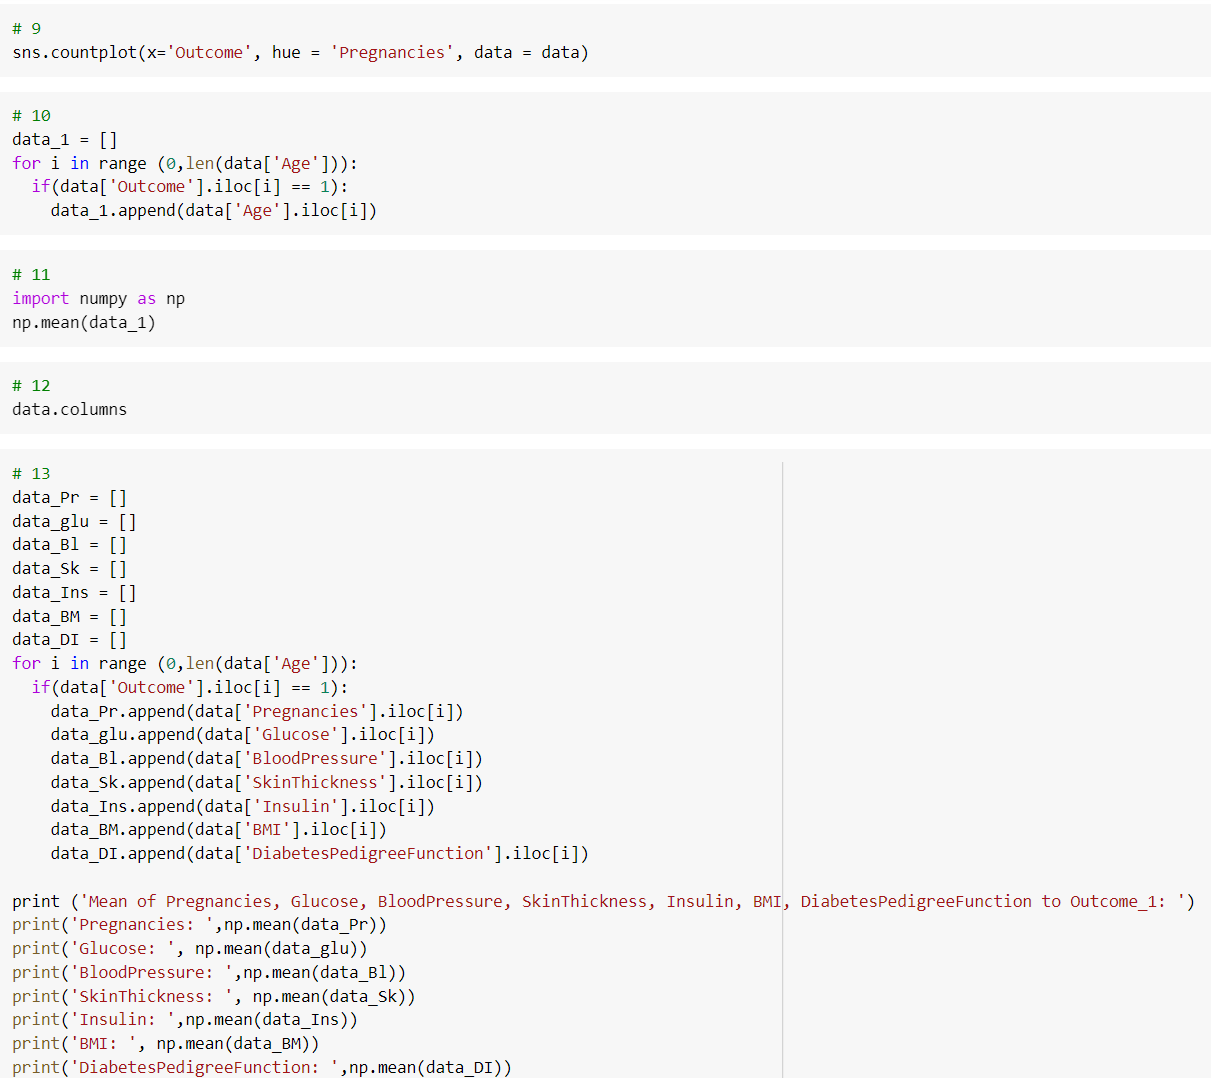 # 9
sns.countplot(x='Outcome', hue = 'Pregnancies', data = data)
# 10
data_1 = []
for i in range (0,len(data['Age'])):
  if(data['Outcome'].iloc[i] == 1):
    data_1.append(data['Age'].iloc[i])
# 11
import numpy as np
np.mean(data_1)
# 12
data.columns
# 13
data_Pr = []
data_glu = []
data_Bl = []
data_Sk = []
data_Ins = []
data_BM = []
data_DI = []
for i in range (0,len(data['Age'])):
  if(data['Outcome'].iloc[i] == 1):
    data_Pr.append(data['Pregnancies'].iloc[i])
    data_glu.append(data['Glucose'].iloc[i])
    data_Bl.append(data['BloodPressure'].iloc[i])
    data_Sk.append(data['SkinThickness'].iloc[i])
    data_Ins.append(data['Insulin'].iloc[i])
    data_BM.append(data['BMI'].iloc[i])
    data_DI.append(data['DiabetesPedigreeFunction'].iloc[i])
print ('Mean of Pregnancies, Glucose, BloodPressure, SkinThickness, Insulin, BMI, DiabetesPedigreeFunction to Outcome_1: ')
print('Pregnancies: ',np.mean(data_Pr))
print('Glucose: ', np.mean(data_glu))
print('BloodPressure: ',np.mean(data_Bl))
print('SkinThickness: ', np.mean(data_Sk))
print('Insulin: ',np.mean(data_Ins))
print('BMI: ', np.mean(data_BM))
print('DiabetesPedigreeFunction: ',np.mean(data_DI))